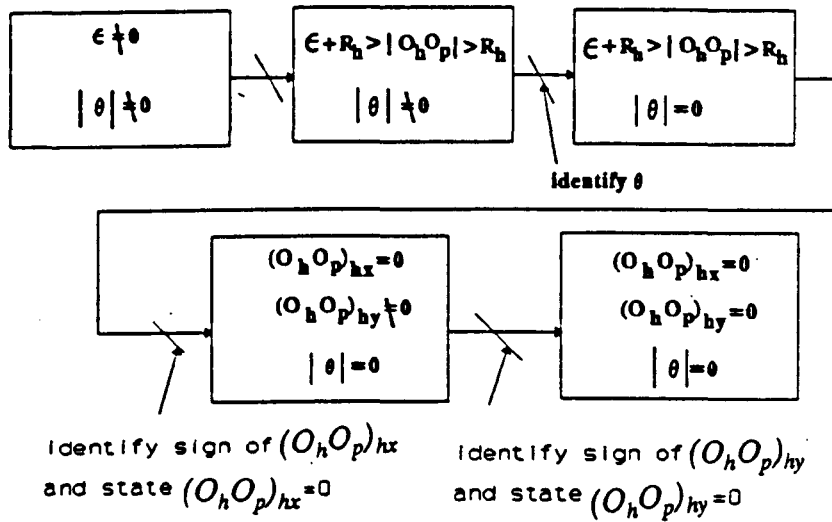 ϵ ≠ 0
|θ| ≠ 0
ϵ + R_h > |O_hO_p| > R_h
|θ| ≠ 0
ϵ + R_h > |O_hO_p| > R_h
|θ| = 0
identify θ
(O_hO_p)_hx = 0
(O_hO_p)_hy ≠ 0
|θ| = 0
(O_hO_p)_hx = 0
(O_hO_p)_hy = 0
|θ| = 0
identify sign of (O_hO_p)_hx
and state (O_hO_p)_hx = 0
identify sign of (O_hO_p)_hy
and state (O_hO_p)_hy = 0